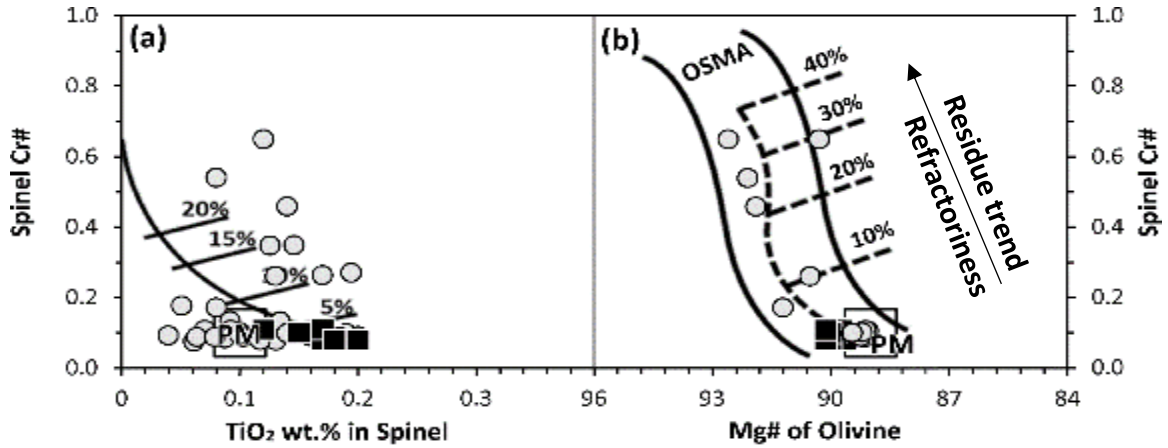 (a)
(b)
1.0
0.8
0.6
0.4
0.2
0.0
Spinel Cr#
20%
15%
5%
PM
0
0.1
0.2
0.3
TiO₂ wt.% in Spinel
OSMA
40%
30%
20%
10%
PM
Residue trend
Refractoriness
96
93
90
87
84
Mg# of Olivine
1.0
0.8
0.6
0.4
0.2
0.0
Spinel Cr#